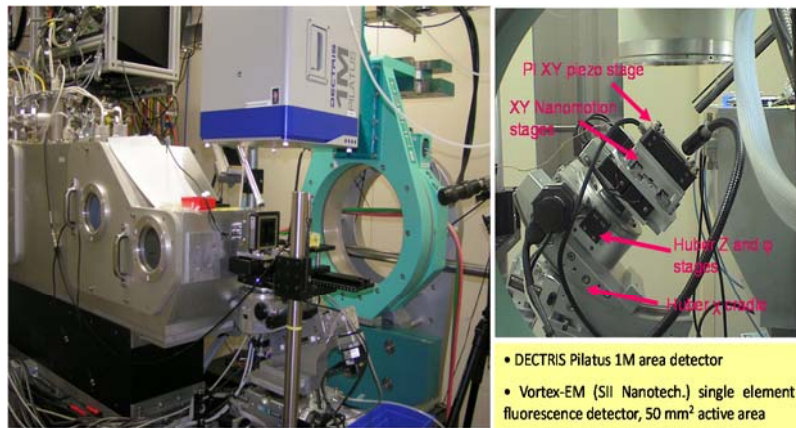 DECTRIS
1M
PILATUS
PI XY piezo stage
XY Nanomotion
stages
Huber Z and φ
stages
Huber χ cradle
• DECTRIS Pilatus 1M area detector
• Vortex-EM (SII Nanotech.) single element
fluorescence detector, 50 mm² active area